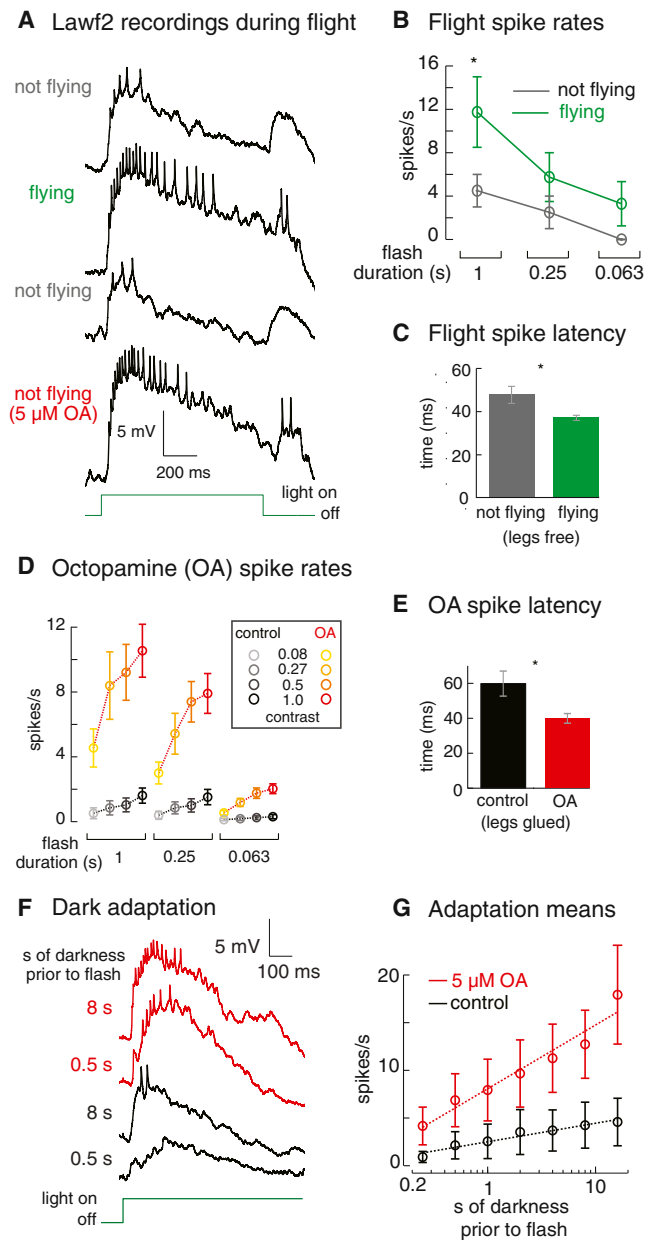 A Lawf2 recordings during flight
not flying
flying
not flying
not flying
(5 µM OA)
5 mV
200 ms
light on
off
B Flight spike rates
16
12
8
4
0
spikes/s
*
not flying
flying
flash
duration (s)
1 0.25 0.063
C Flight spike latency
60
40
20
0
time (ms)
*
not flying flying
(legs free)
D Octopamine (OA) spike rates
12
8
4
0
spikes/s
control OA
0.08
0.27
0.5
1.0
contrast
flash
duration (s)
1 0.25 0.063
E OA spike latency
60
40
20
0
time (ms)
*
control OA
(legs glued)
F Dark adaptation
5 mV
100 ms
s of darkness
prior to flash
8 s
0.5 s
8 s
0.5 s
light on
off
G Adaptation means
20
10
0
spikes/s
5 µM OA
control
0.2 1 10
s of darkness
prior to flash